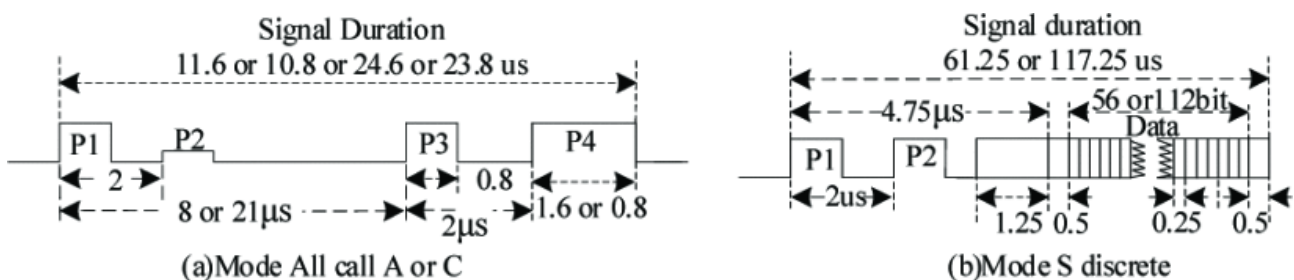 Signal Duration
11.6 or 10.8 or 24.6 or 23.8 us
P1
P2
P3
P4
2
0.8
8 or 21μs
2μs
1.6 or 0.8
(a)Mode All call A or C
Signal duration
61.25 or 117.25 us
4.75μs
56 or112bit
Data
P1
P2
2us
1.25
0.5
0.25
0.5
(b)Mode S discrete